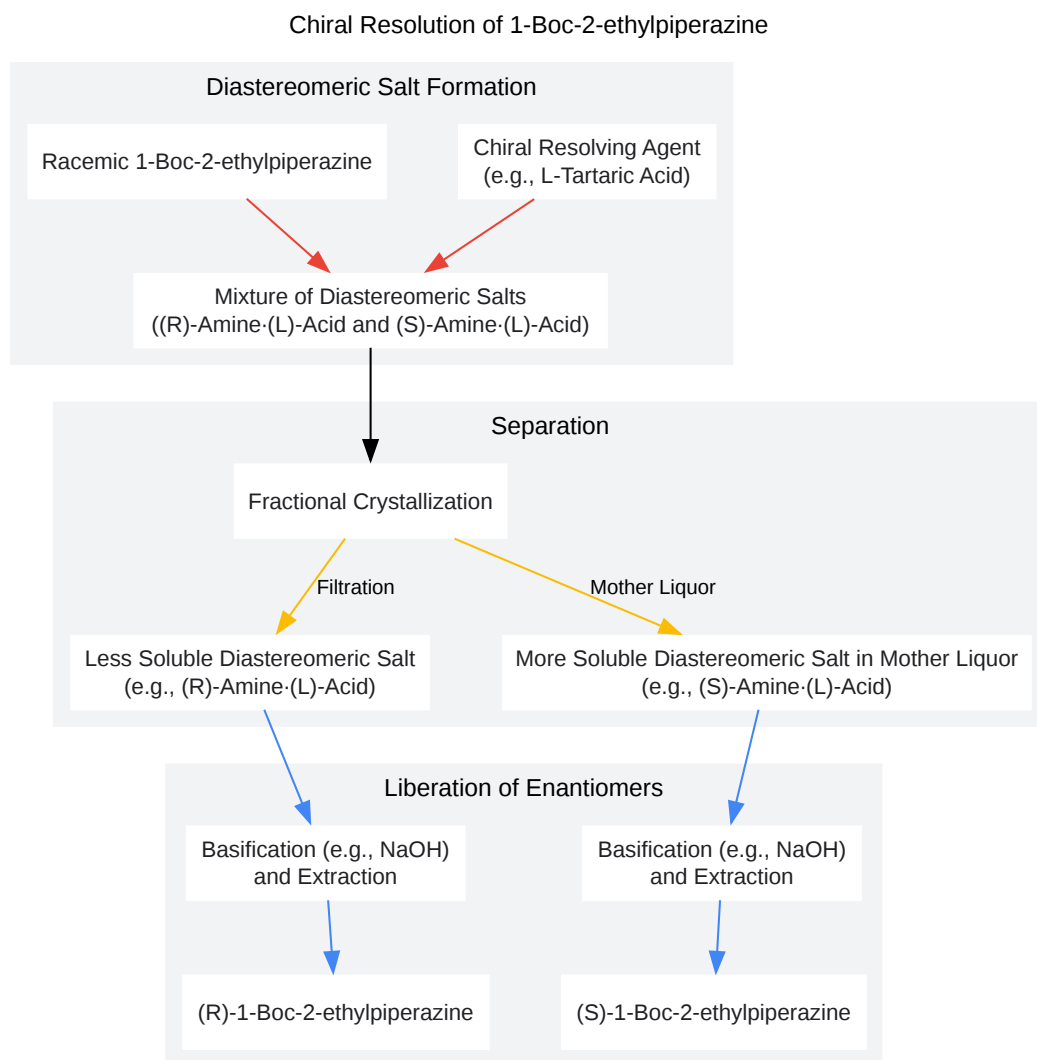 Chiral Resolution of 1-Boc-2-ethylpiperazine
Diastereomeric Salt Formation
Racemic 1-Boc-2-ethylpiperazine
Chiral Resolving Agent
(e.g., L-Tartaric Acid)
Mixture of Diastereomeric Salts
((R)-Amine·(L)-Acid and (S)-Amine·(L)-Acid)
Separation
Fractional Crystallization
Filtration
Mother Liquor
Less Soluble Diastereomeric Salt
(e.g., (R)-Amine·(L)-Acid)
More Soluble Diastereomeric Salt in Mother Liquor
(e.g., (S)-Amine·(L)-Acid)
Liberation of Enantiomers
Basification (e.g., NaOH)
and Extraction
Basification (e.g., NaOH)
and Extraction
(R)-1-Boc-2-ethylpiperazine
(S)-1-Boc-2-ethylpiperazine